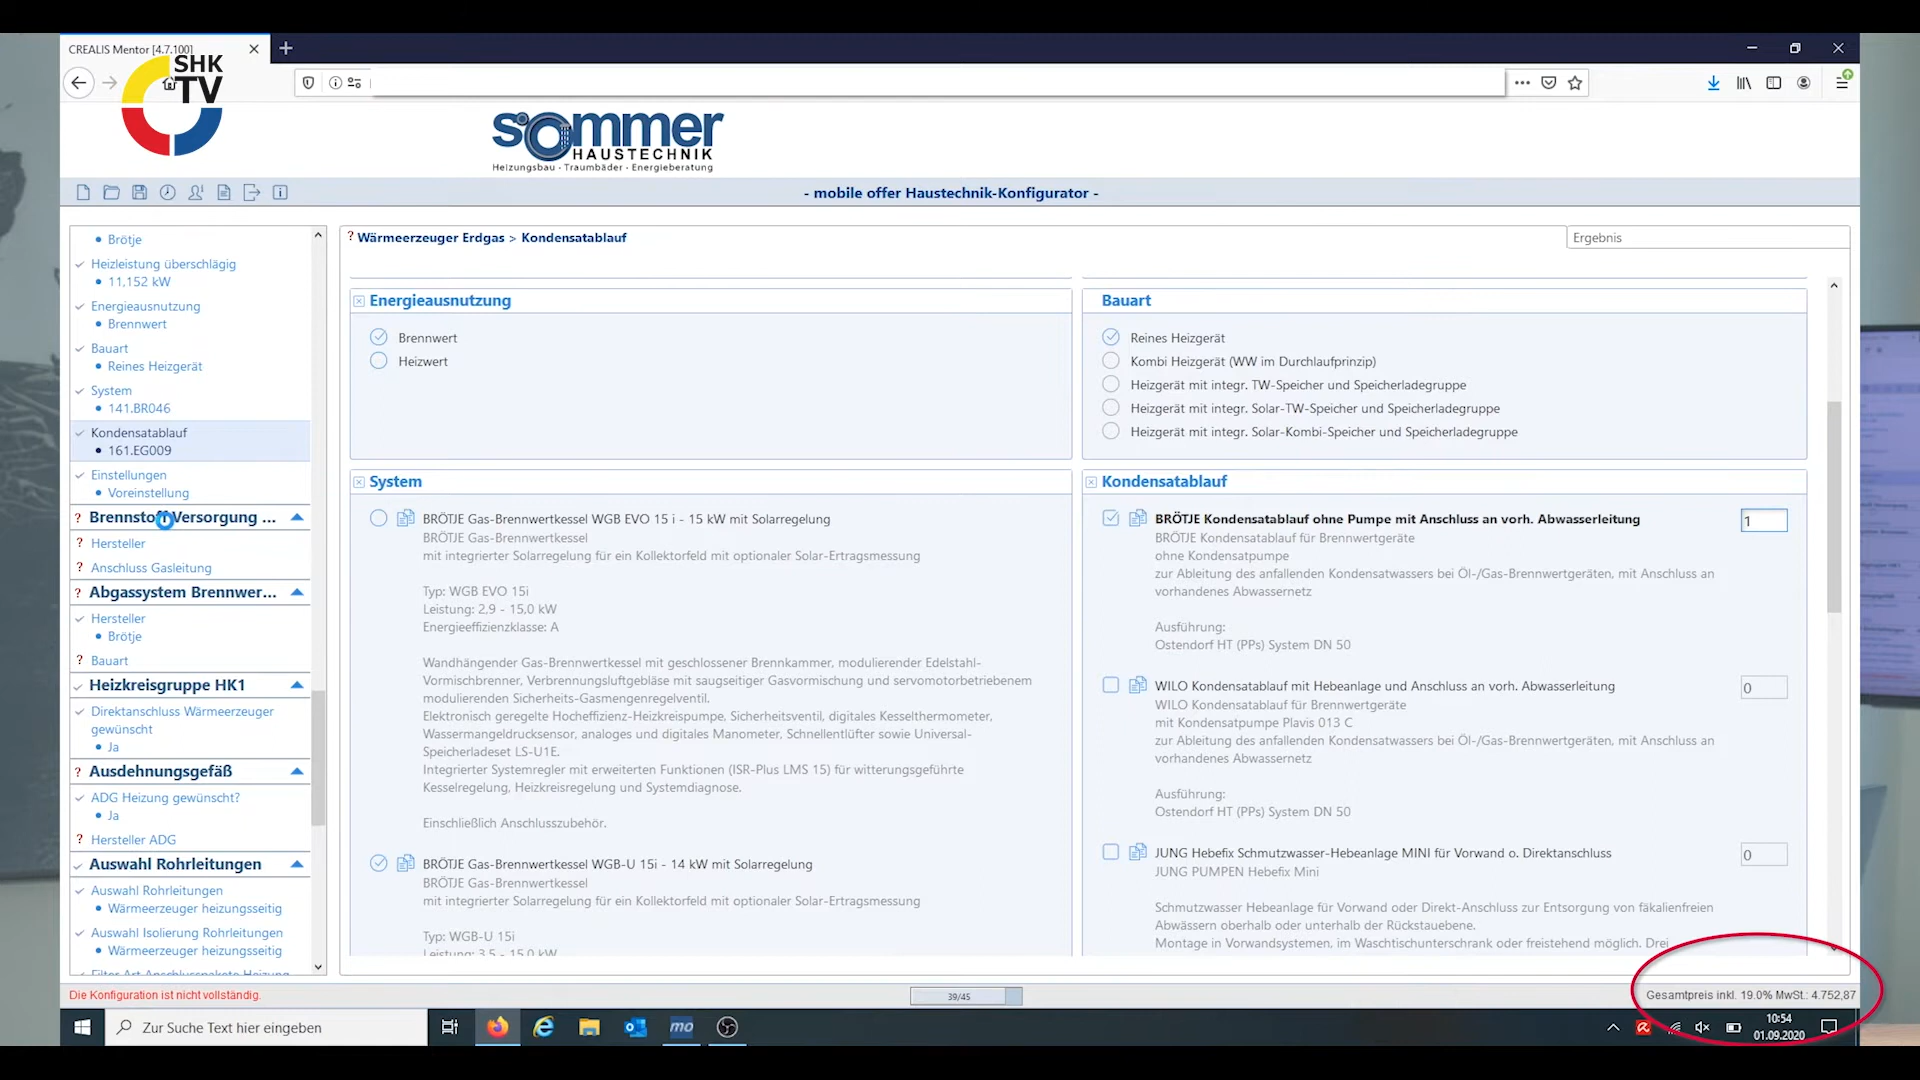 CREALIS Mentor [4.7.100]
SHK
TV
sommer
HAUSTECHNIK
Heizungsbau · Traumbäder · Energieberatung
- mobile offer Haustechnik-Konfigurator -
Brötje
Heizleistung überschlägig
11,152 kW
Energieausnutzung
Brennwert
Bauart
Reines Heizgerät
System
141.BR046
Kondensatablauf
161.EG009
Einstellungen
Voreinstellung
? Brennstoff Versorgung ...
? Hersteller
? Anschluss Gasleitung
? Abgassystem Brennwer...
Hersteller
Brötje
? Bauart
Heizkreisgruppe HK1
Direktanschluss Wärmeerzeuger
gewünscht
Ja
? Ausdehnungsgefäß
ADG Heizung gewünscht?
Ja
? Hersteller ADG
Auswahl Rohrleitungen
Auswahl Rohrleitungen
Wärmeerzeuger heizungsseitig
Auswahl Isolierung Rohrleitungen
Wärmeerzeuger heizungsseitig
Filter Art Anschlusspakete Heizung
? Wärmeerzeuger Erdgas > Kondensatablauf
Ergebnis
Energieausnutzung
Brennwert
Heizwert
Bauart
Reines Heizgerät
Kombi Heizgerät (WW im Durchlaufprinzip)
Heizgerät mit integr. TW-Speicher und Speicherladegruppe
Heizgerät mit integr. Solar-TW-Speicher und Speicherladegruppe
Heizgerät mit integr. Solar-Kombi-Speicher und Speicherladegruppe
System
BRÖTJE Gas-Brennwertkessel WGB EVO 15 i - 15 kW mit Solarregelung
BRÖTJE Gas-Brennwertkessel
mit integrierter Solarregelung für ein Kollektorfeld mit optionaler Solar-Ertragsmessung
Typ: WGB EVO 15i
Leistung: 2,9 - 15,0 kW
Energieeffizienzklasse: A
Wandhängender Gas-Brennwertkessel mit geschlossener Brennkammer, modulierender Edelstahl-
Vormischbrenner, Verbrennungsluftgebläse mit saugseitiger Gasvormischung und servomotorbetriebenem
modulierenden Sicherheits-Gasmengenregelventil.
Elektronisch geregelte Hocheffizienz-Heizkreispumpe, Sicherheitsventil, digitales Kesselthermometer,
Wassermangeldrucksensor, analoges und digitales Manometer, Schnellentlüfter sowie Universal-
Speicherladeset LS-U1E.
Integrierter Systemregler mit erweiterten Funktionen (ISR-Plus LMS 15) für witterungsgeführte
Kesselregelung, Heizkreisregelung und Systemdiagnose.
Einschließlich Anschlusszubehör.
BRÖTJE Gas-Brennwertkessel WGB-U 15i - 14 kW mit Solarregelung
BRÖTJE Gas-Brennwertkessel
mit integrierter Solarregelung für ein Kollektorfeld mit optionaler Solar-Ertragsmessung
Typ: WGB-U 15i
Leistung: 3,5 - 15,0 kW
Kondensatablauf
BRÖTJE Kondensatablauf ohne Pumpe mit Anschluss an vorh. Abwasserleitung
1
BRÖTJE Kondensatablauf für Brennwertgeräte
ohne Kondensatpumpe
zur Ableitung des anfallenden Kondensatwassers bei Öl-/Gas-Brennwertgeräten, mit Anschluss an
vorhandenes Abwassernetz
Ausführung:
Ostendorf HT (PPs) System DN 50
WILO Kondensatablauf mit Hebeanlage und Anschluss an vorh. Abwasserleitung
0
WILO Kondensatablauf für Brennwertgeräte
mit Kondensatpumpe Plavis 013 C
zur Ableitung des anfallenden Kondensatwassers bei Öl-/Gas-Brennwertgeräten, mit Anschluss an
vorhandenes Abwassernetz
Ausführung:
Ostendorf HT (PPs) System DN 50
JUNG Hebefix Schmutzwasser-Hebeanlage MINI für Vorwand o. Direktanschluss
0
JUNG PUMPEN Hebefix Mini
Schmutzwasser Hebeanlage für Vorwand oder Direkt-Anschluss zur Entsorgung von fäkalienfreien
Abwässern oberhalb oder unterhalb der Rückstauebene.
Montage in Vorwandsystemen, im Waschtischunterschrank oder freistehend möglich. Drei
Die Konfiguration ist nicht vollständig.
39/45
Gesamtpreis inkl. 19.0% MwSt.: 4.752,87
Zur Suche Text hier eingeben
mo
10:54
01.09.2020